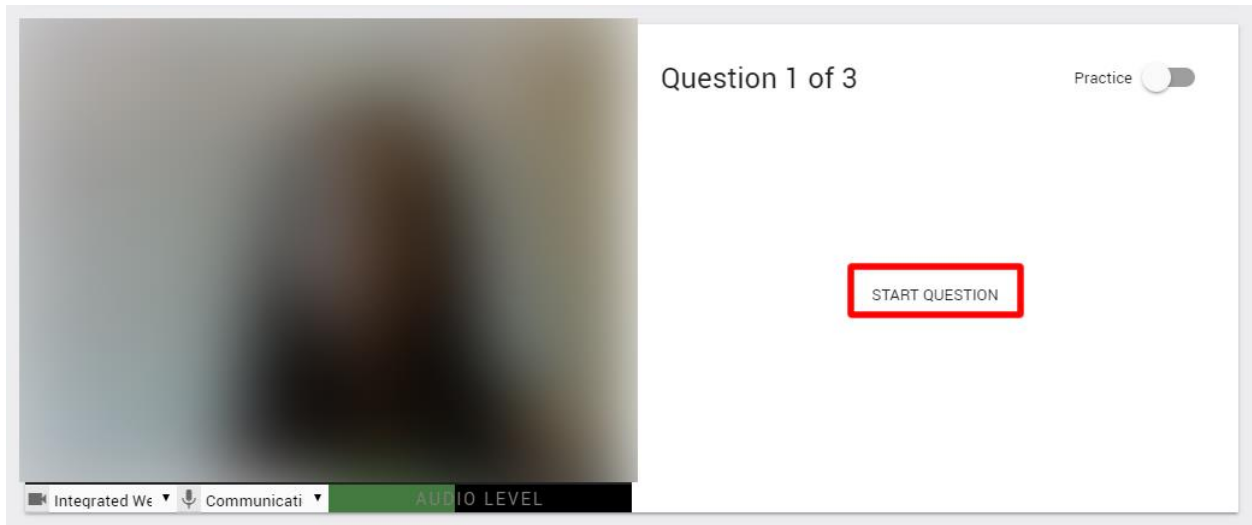 Question 1 of 3
Practice
START QUESTION
Integrated We
Communicati
AUDIO LEVEL